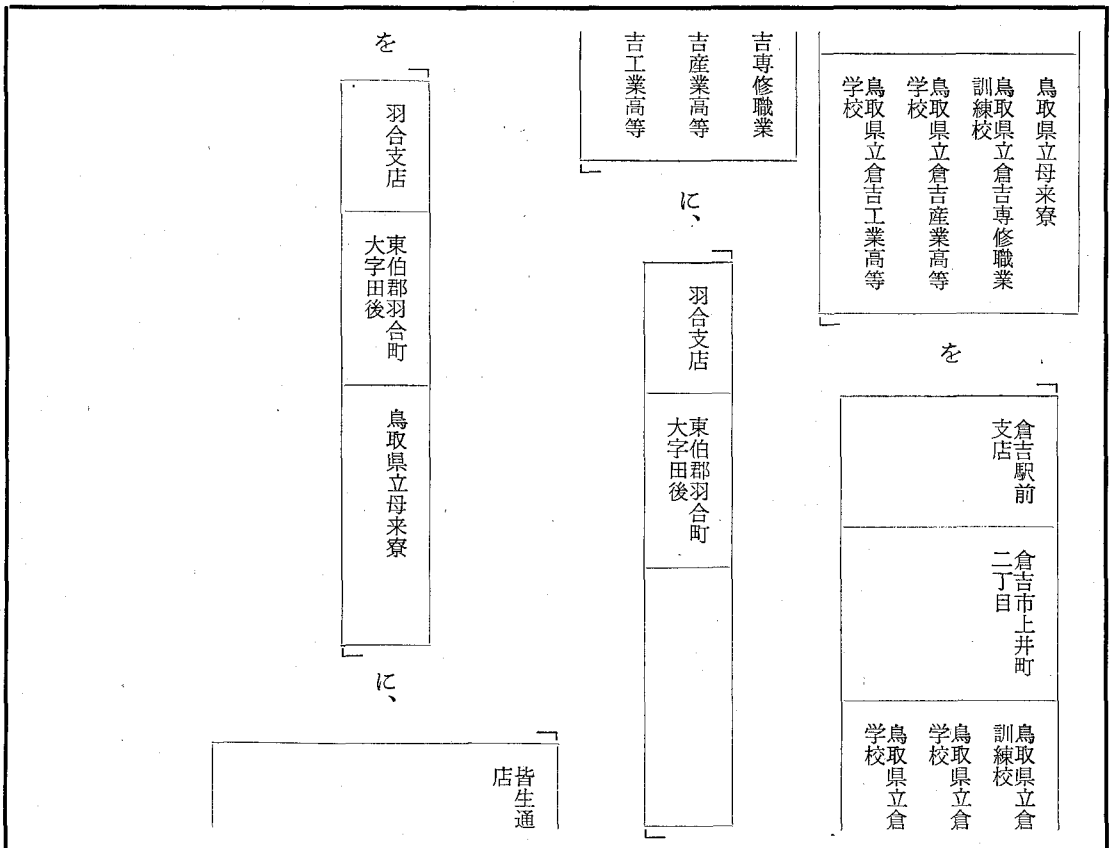 鳥取県立母来寮
鳥取県立倉吉専修職業
訓練校
鳥取県立倉吉産業高等
学校
鳥取県立倉吉工業高等
学校
」
を
「
倉吉駅前
支店
倉吉市上井町
二丁目
鳥取県立倉
訓練校
鳥取県立倉
学校
鳥取県立倉
学校
吉専修職業
吉産業高等
吉工業高等
」
に、
「
羽合支店
東伯郡羽合町
大字田後
」
を
「
羽合支店
東伯郡羽合町
大字田後
鳥取県立母来寮
」
に、
「
皆生通
店